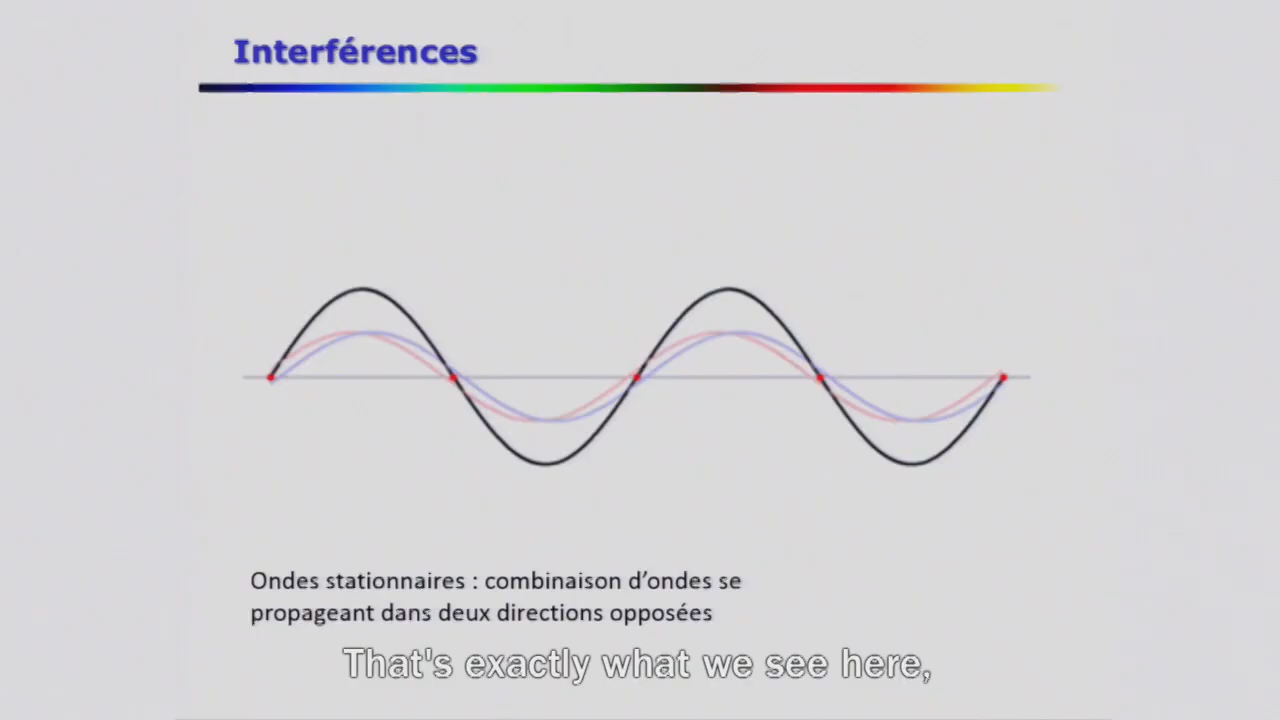 Interférences
Ondes stationnaires : combinaison d’ondes se
propageant dans deux directions opposées
That's exactly what we see here,